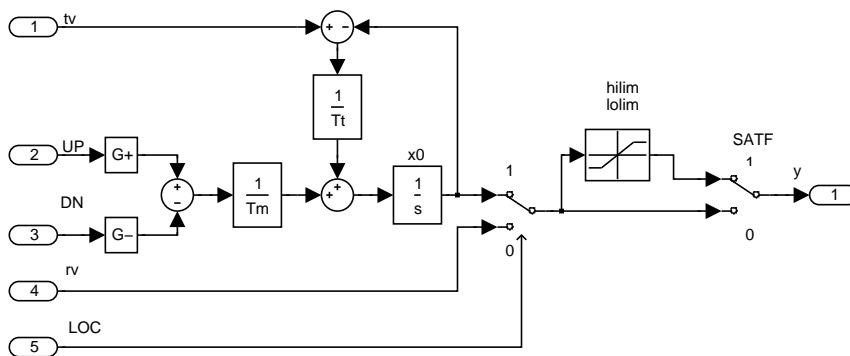 1
tv
+ −
1
Tt
hilim
lolim
2
UP
G+
x0
SATF
+
−
1
Tm
+
+
1
s
1
1
y
1
DN
3
G−
0
0
rv
4
LOC
5